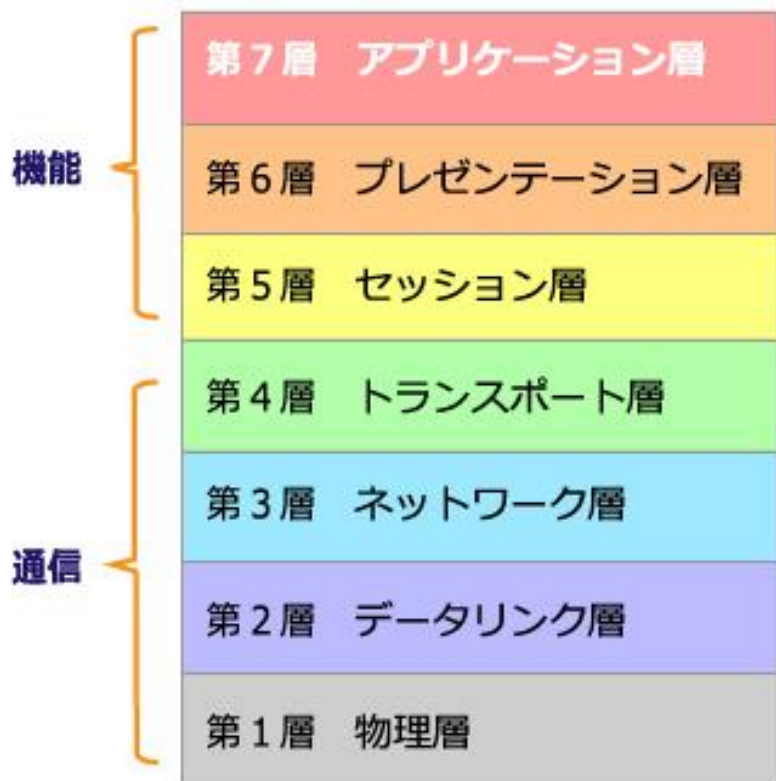 第7層 アプリケーション層
機能
第6層 プレゼンテーション層
第5層 セッション層
第4層 トランスポート層
第3層 ネットワーク層
通信
第2層 データリンク層
第1層 物理層